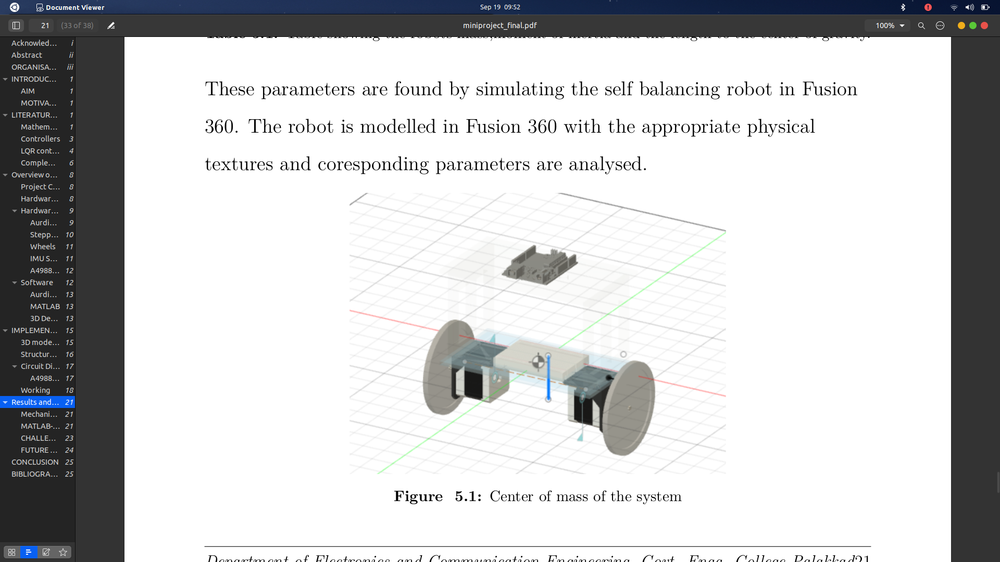 Document Viewer
Sep 19 09:52
21
(33 of 38)
miniproject_final.pdf
100%
Acknowled... i
Abstract ii
ORGANISA... iii
INTRODUC... 1
AIM 1
MOTIVA... 1
LITERATUR... 1
Mathem... 1
Controllers 3
LQR cont... 4
Comple... 6
Overview o... 8
Project C... 8
Hardwar... 8
Hardwar... 9
Aurdi... 9
Stepp... 10
Wheels 11
IMU S... 11
A4988... 12
Software 12
Aurdi... 13
MATLAB 13
3D De... 13
IMPLEMEN... 15
3D mode... 15
Structur... 16
Circuit Di... 17
A4988... 17
Working 18
Results and... 21
Mechani... 21
MATLAB-... 21
CHALLE... 23
FUTURE ... 24
CONCLUSION 25
BIBLIOGRA... 25
Table 5.1: Table showing the robots mass,moment of inertia and the length to the center of gravity.
These parameters are found by simulating the self balancing robot in Fusion
360. The robot is modelled in Fusion 360 with the appropriate physical
textures and coresponding parameters are analysed.
Figure 5.1: Center of mass of the system
Department of Electronics and Communication Engineering, Govt. Engg. College Palakkad21